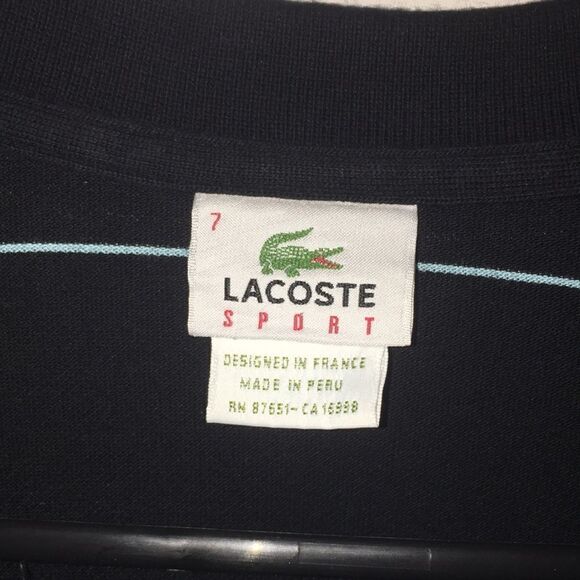 7
LACOSTE
SPORT
DESIGNED IN FRANCE
MADE IN PERU
RN 87651-CA 16998